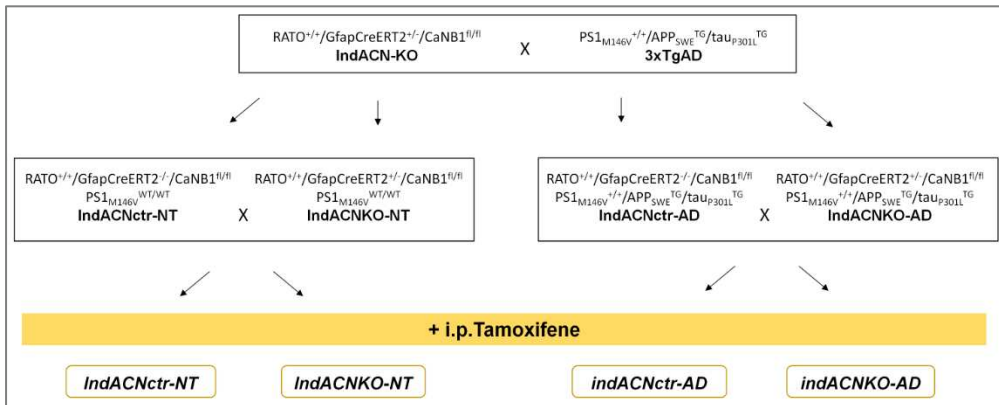 RATO+/+/GfapCreERT2+/-/CaNB1fl/fl
IndACN-KO
X
PS1M146V+/+/APPSWETG/tauP301LTG
3xTgAD
RATO+/+/GfapCreERT2-/-/CaNB1fl/fl
PS1M146VWT/WT
IndACNctr-NT
X
RATO+/+/GfapCreERT2+/-/CaNB1fl/fl
PS1M146VWT/WT
IndACNKO-NT
RATO+/+/GfapCreERT2-/-/CaNB1fl/fl
PS1M146V+/+/APPSWETG/tauP301LTG
IndACNctr-AD
X
RATO+/+/GfapCreERT2+/-/CaNB1fl/fl
PS1M146V+/+/APPSWETG/tauP301LTG
IndACNKO-AD
+ i.p.Tamoxifene
IndACNctr-NT
IndACNKO-NT
indACNctr-AD
indACNKO-AD